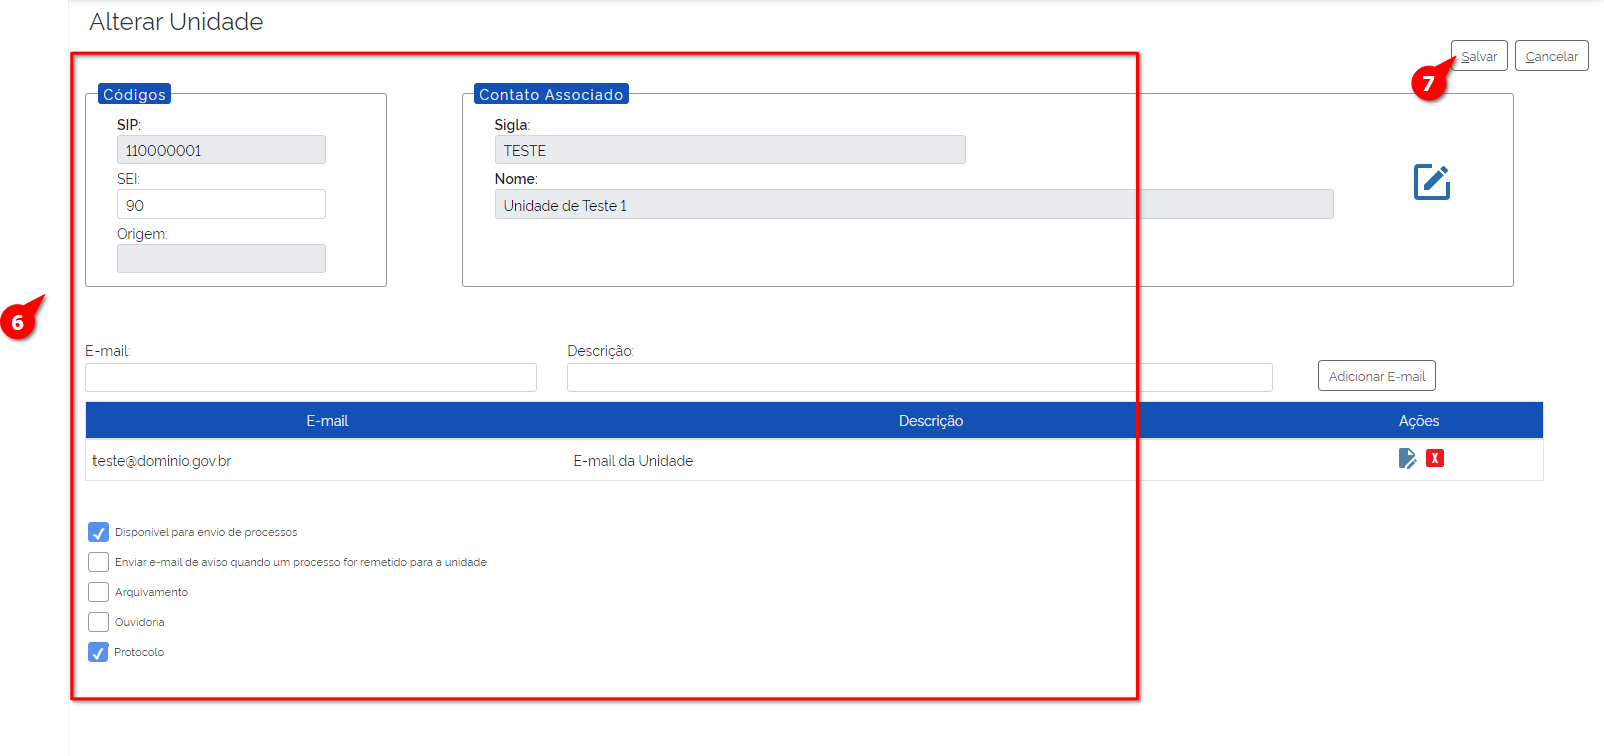 Alterar Unidade
Salvar
Cancelar
7
Códigos
SIP:
110000001
SEI:
90
Origem:
Contato Associado
Sigla:
TESTE
Nome:
Unidade de Teste 1
6
E-mail:
Descrição:
Adicionar E-mail
E-mail Descrição Ações
teste@dominio.gov.br E-mail da Unidade X
Disponível para envio de processos
Enviar e-mail de aviso quando um processo for remetido para a unidade
Arquivamento
Ouvidoria
Protocolo